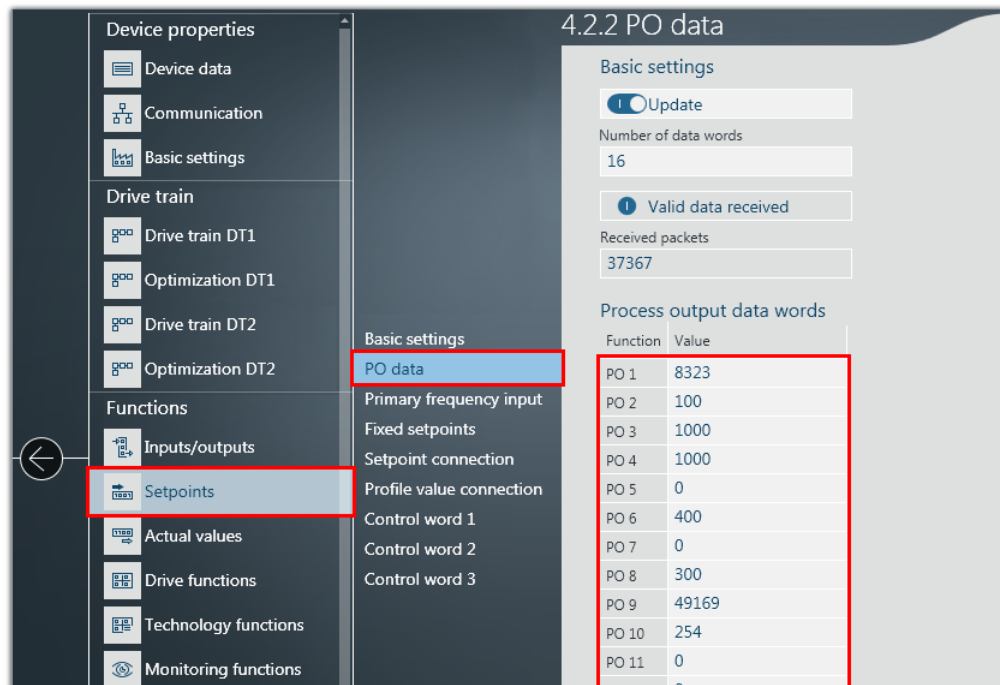 Device properties
Device data
Communication
Basic settings
Drive train
Drive train DT1
Optimization DT1
Drive train DT2
Optimization DT2
Functions
Inputs/outputs
Setpoints
Actual values
Drive functions
Technology functions
Monitoring functions
Basic settings
PO data
Primary frequency input
Fixed setpoints
Setpoint connection
Profile value connection
Control word 1
Control word 2
Control word 3
4.2.2 PO data
Basic settings
Update
Number of data words
16
Valid data received
Received packets
37367
Process output data words
Function Value
PO 1 8323
PO 2 100
PO 3 1000
PO 4 1000
PO 5 0
PO 6 400
PO 7 0
PO 8 300
PO 9 49169
PO 10 254
PO 11 0